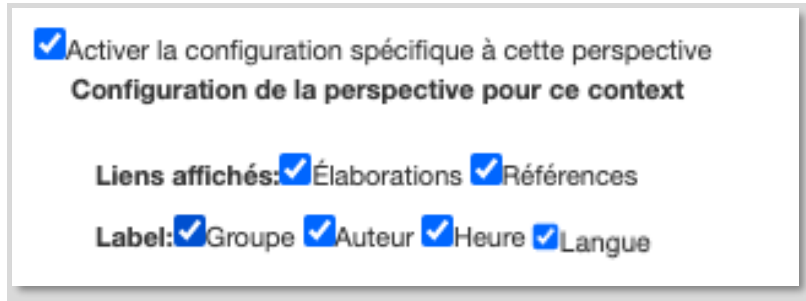 Activer la configuration spécifique à cette perspective
Configuration de la perspective pour ce context
Liens affichés: Élaborations Références
Label: Groupe Auteur Heure Langue